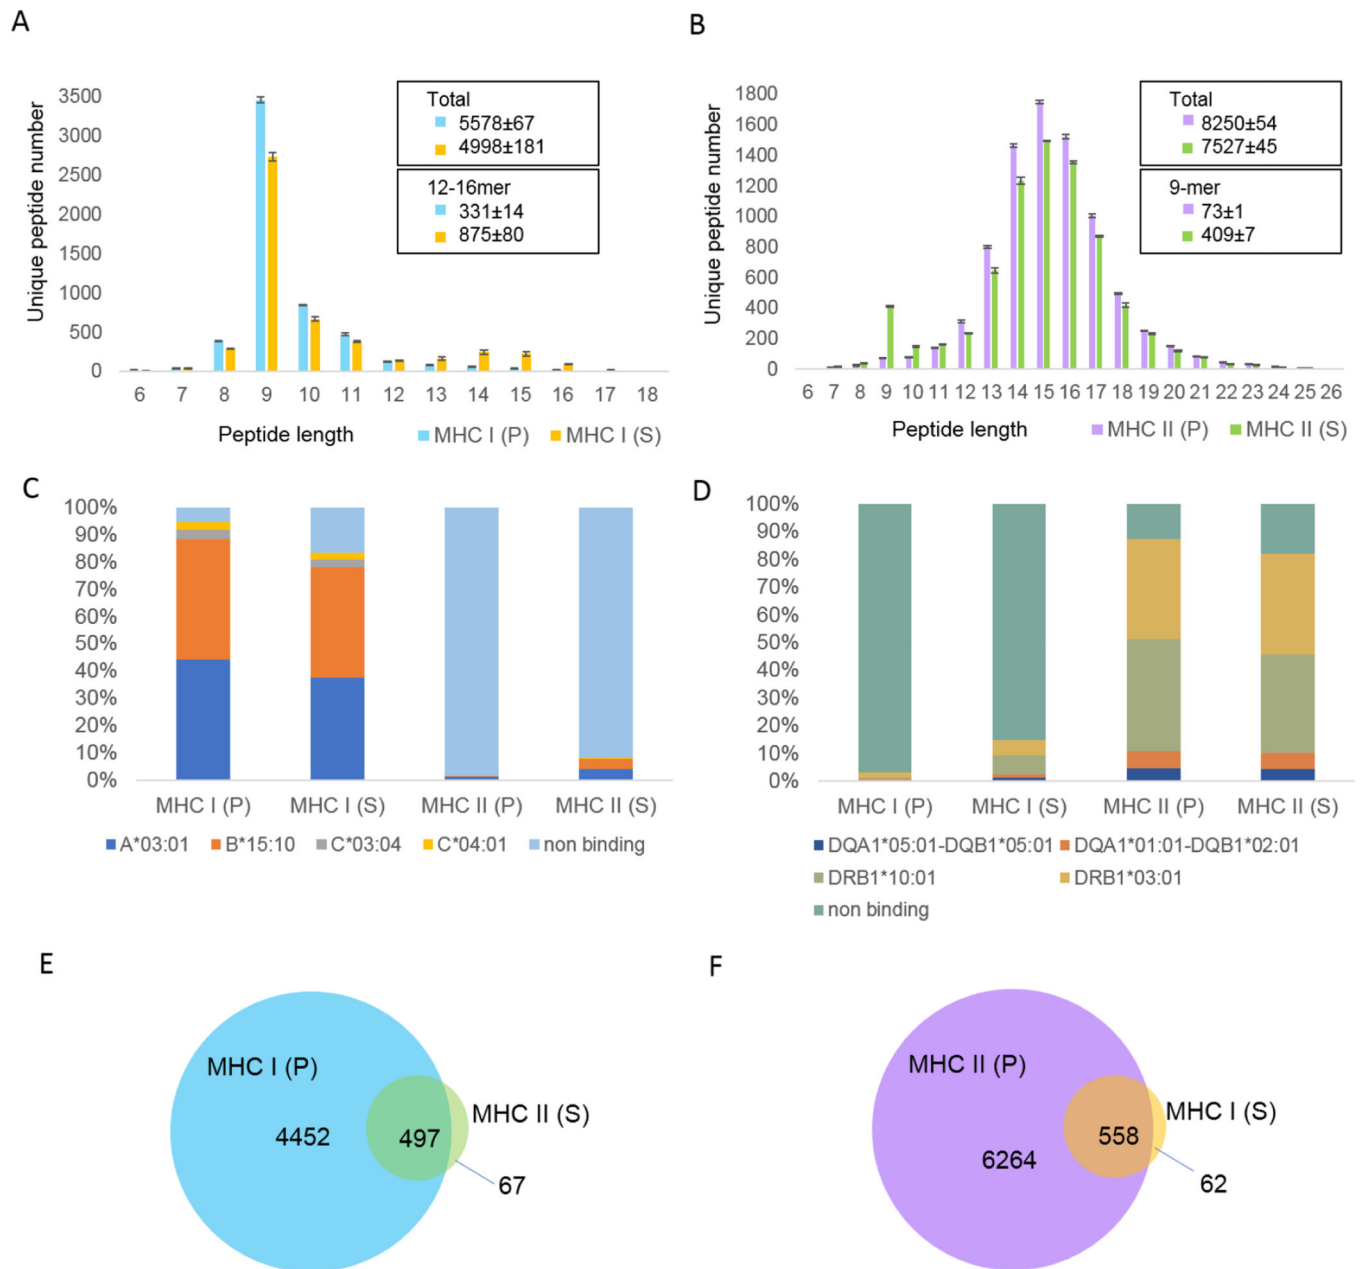 A
Unique peptide number
3500
3000
2500
2000
1500
1000
500
0
Total
5578±67
4998±181
12-16mer
331±14
875±80
6 7 8 9 10 11 12 13 14 15 16 17 18
Peptide length
MHC I (P) MHC I (S)
B
Unique peptide number
1800
1600
1400
1200
1000
800
600
400
200
0
Total
8250±54
7527±45
9-mer
73±1
409±7
6 7 8 9 10 11 12 13 14 15 16 17 18 19 20 21 22 23 24 25 26
Peptide length
MHC II (P) MHC II (S)
C
100%
90%
80%
70%
60%
50%
40%
30%
20%
10%
0%
MHC I (P) MHC I (S) MHC II (P) MHC II (S)
A*03:01 B*15:10 C*03:04 C*04:01 non binding
D
100%
90%
80%
70%
60%
50%
40%
30%
20%
10%
0%
MHC I (P) MHC I (S) MHC II (P) MHC II (S)
DQA1*05:01-DQB1*05:01 DQA1*01:01-DQB1*02:01
DRB1*10:01 DRB1*03:01
non binding
E
MHC I (P)
MHC II (S)
4452 497
67
F
MHC II (P)
MHC I (S)
6264 558
62